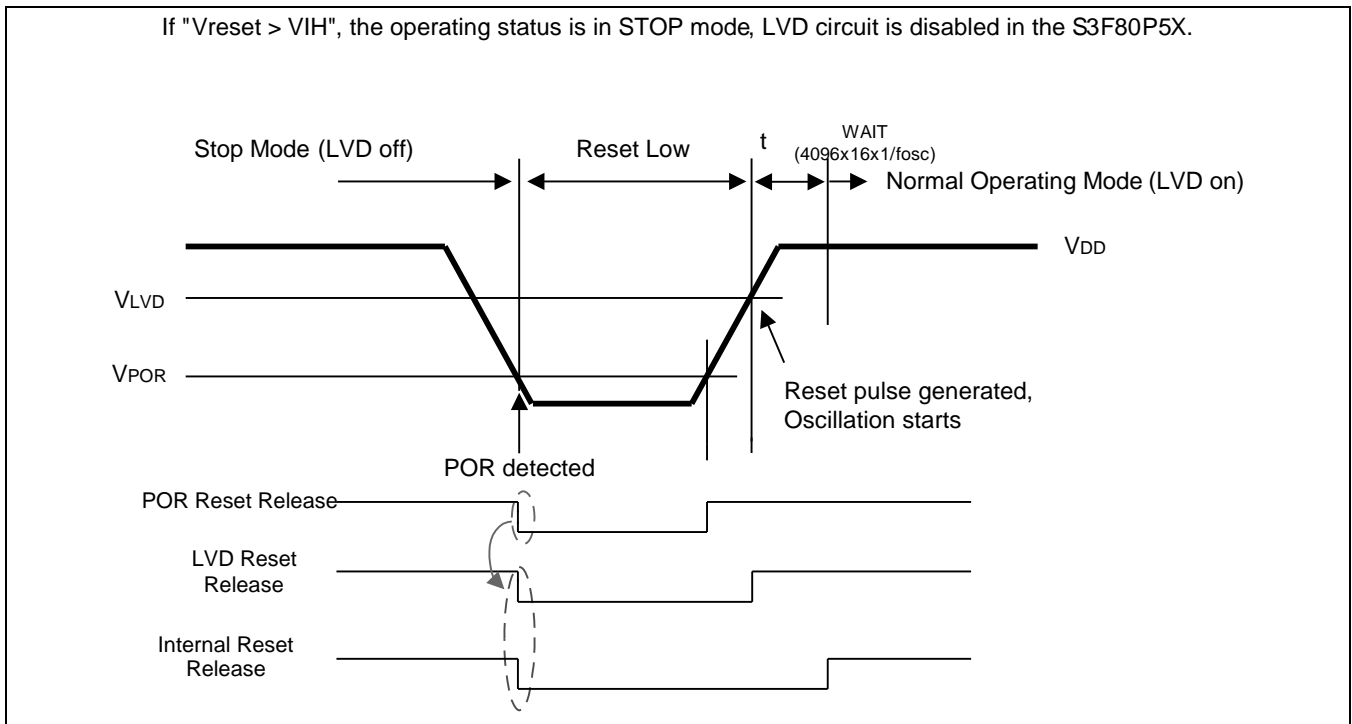 If "Vreset > VIH", the operating status is in STOP mode, LVD circuit is disabled in the S3F80P5X.
Stop Mode (LVD off)
Reset Low
t
WAIT
(4096x16x1/fosc)
Normal Operating Mode (LVD on)
VDD
VLVD
VPOR
Reset pulse generated,
Oscillation starts
POR detected
POR Reset Release
LVD Reset
Release
Internal Reset
Release